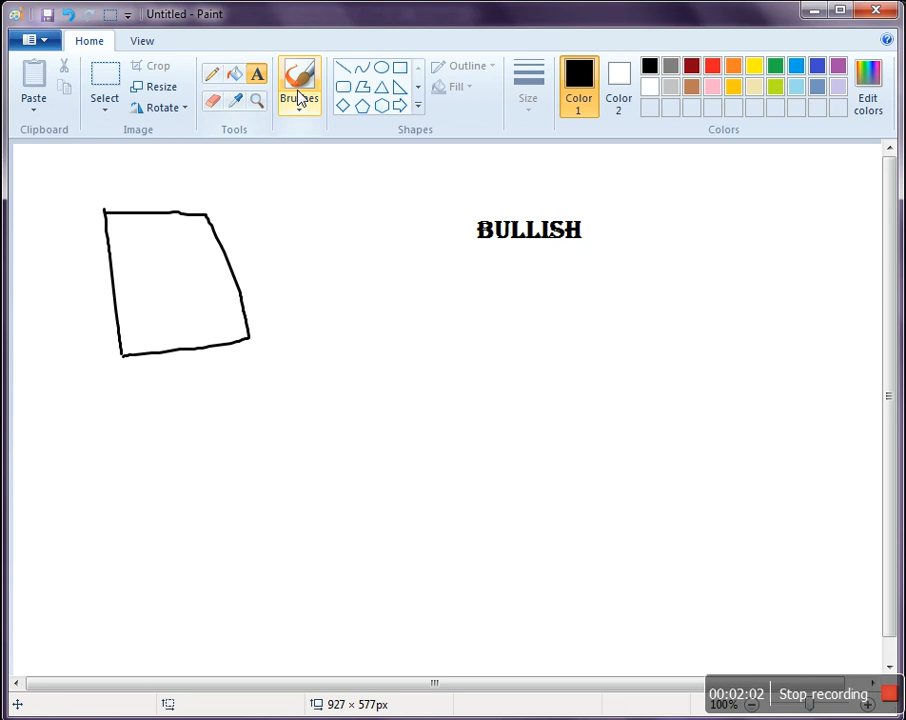 Untitled - Paint
Home
View
Paste
Clipboard
Select
Crop
Resize
Rotate
Image
A
Tools
Brushes
Shapes
Outline
Fill
Size
Color
1
Color
2
Edit
colors
Colors
BULLISH
927 × 577px
100%
00:02:02
Stop recording